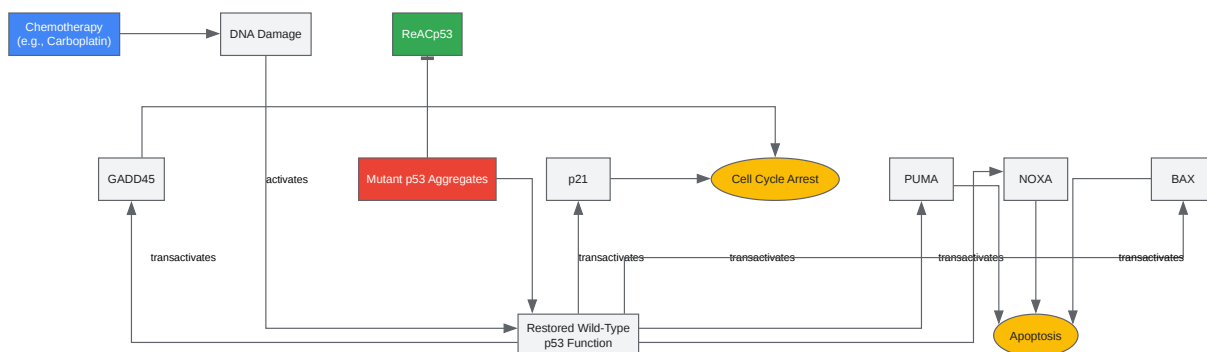 Chemotherapy
(e.g., Carboplatin)
DNA Damage
ReACp53
GADD45
activates
Mutant p53 Aggregates
p21
Cell Cycle Arrest
PUMA
NOXA
BAX
transactivates
transactivates
transactivates
transactivates
transactivates
Restored Wild-Type
p53 Function
Apoptosis